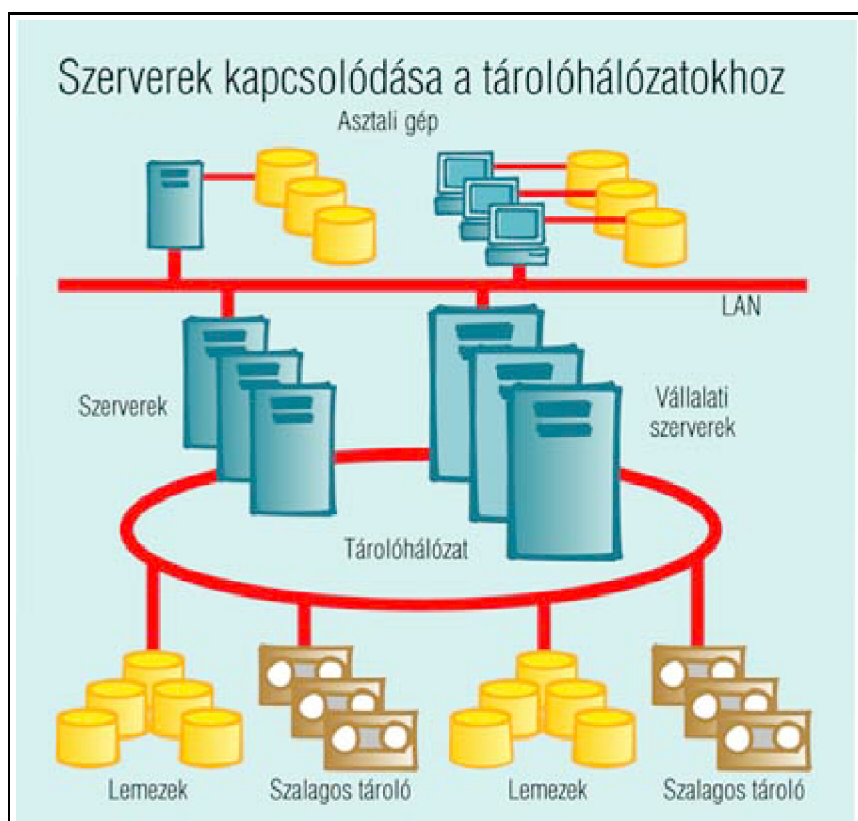 Szerverek kapcsolódása a tárolóhálózatokhoz
Asztali gép
LAN
Szerverek
Vállalati
szerverek
Tárolóhálózat
Lemezek
Szalagos tároló
Lemezek
Szalagos tároló